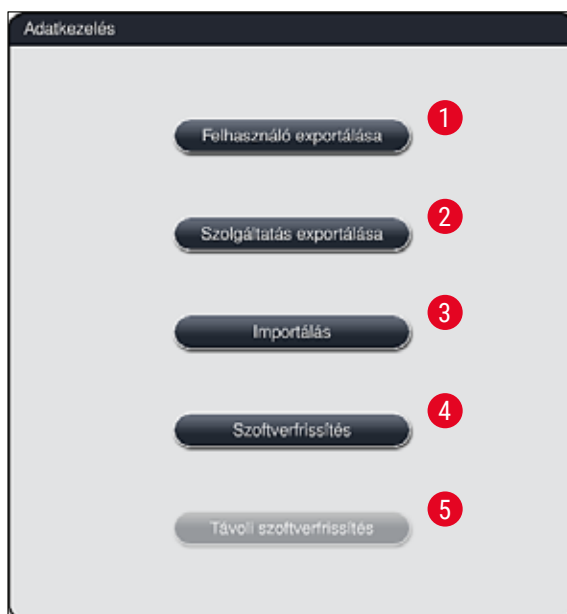 Adatkezelés
Felhasználó exportálása
1
Szolgáltatás exportálása
2
Importálás
3
Szoftverfrissítés
4
Távoli szoftverfrissítés
5